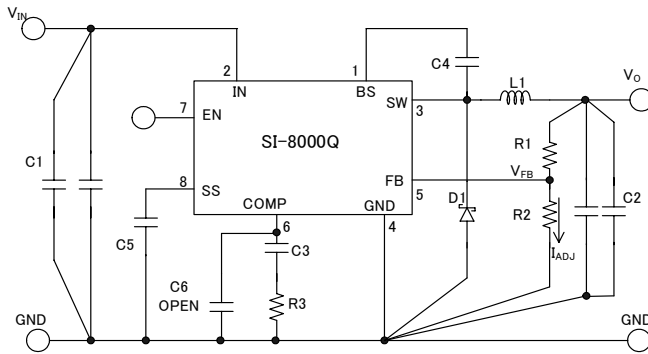 VIN
2
1
C4
L1
VO
IN
BS
7
EN
SW
3
SI-8000Q
R1
C1
8
SS
FB
VFB
5
D1
C2
COMP
GND
R2
6
4
C5
C3
IADJ
C6
OPEN
R3
GND
GND